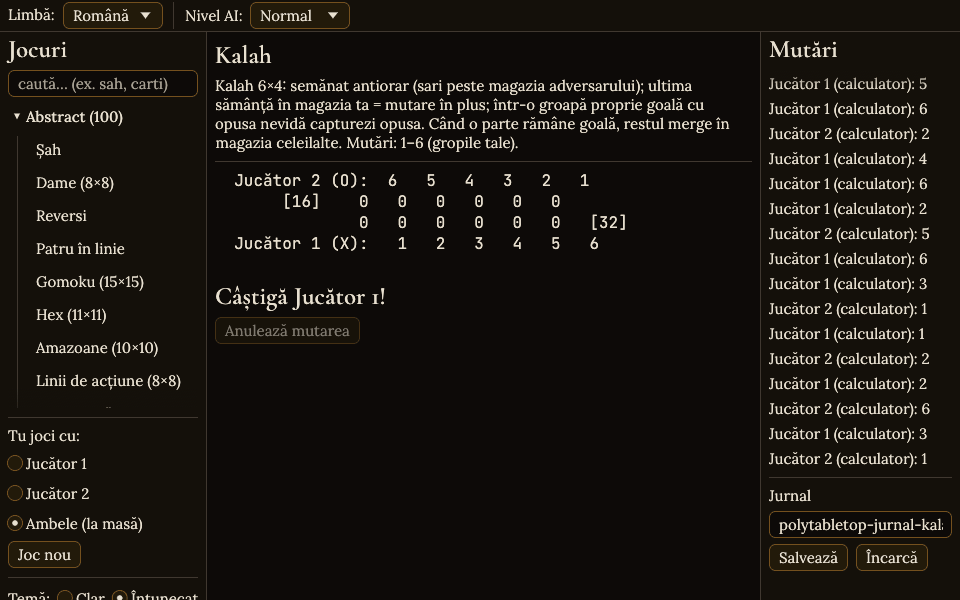 Limbă: Română ▼ Nivel AI: Normal ▼
Jocuri
caută... (ex. sah, carti)
▼ Abstract (100)
Șah
Dame (8×8)
Reversi
Patru în linie
Gomoku (15×15)
Hex (11×11)
Amazoane (10×10)
Linii de acțiune (8×8)
Tu joci cu:
Jucător 1
Jucător 2
Ambele (la masă)
Joc nou
Temă: Clar Întunecat
Kalah
Kalah 6×4: semănat antiorar (sari peste magazia adversarului); ultima
sămânță în magazia ta = mutare în plus; într-o groapă proprie goală cu
opusa nevidă capturezi opusa. Când o parte rămâne goală, restul merge în
magazia celeilalte. Mutări: 1–6 (gropile tale).
Jucător 2 (O): 6 5 4 3 2 1
[16] 0 0 0 0 0 0
0 0 0 0 0 0 [32]
Jucător 1 (X): 1 2 3 4 5 6
Câștigă Jucător 1!
Anulează mutarea
Mutări
Jucător 1 (calculator): 5
Jucător 1 (calculator): 6
Jucător 2 (calculator): 2
Jucător 1 (calculator): 4
Jucător 1 (calculator): 6
Jucător 1 (calculator): 2
Jucător 2 (calculator): 5
Jucător 1 (calculator): 6
Jucător 1 (calculator): 3
Jucător 2 (calculator): 1
Jucător 1 (calculator): 1
Jucător 2 (calculator): 2
Jucător 1 (calculator): 2
Jucător 2 (calculator): 6
Jucător 1 (calculator): 3
Jucător 2 (calculator): 1
Jurnal
polytabletop-jurnal-kala
Salvează Încarcă